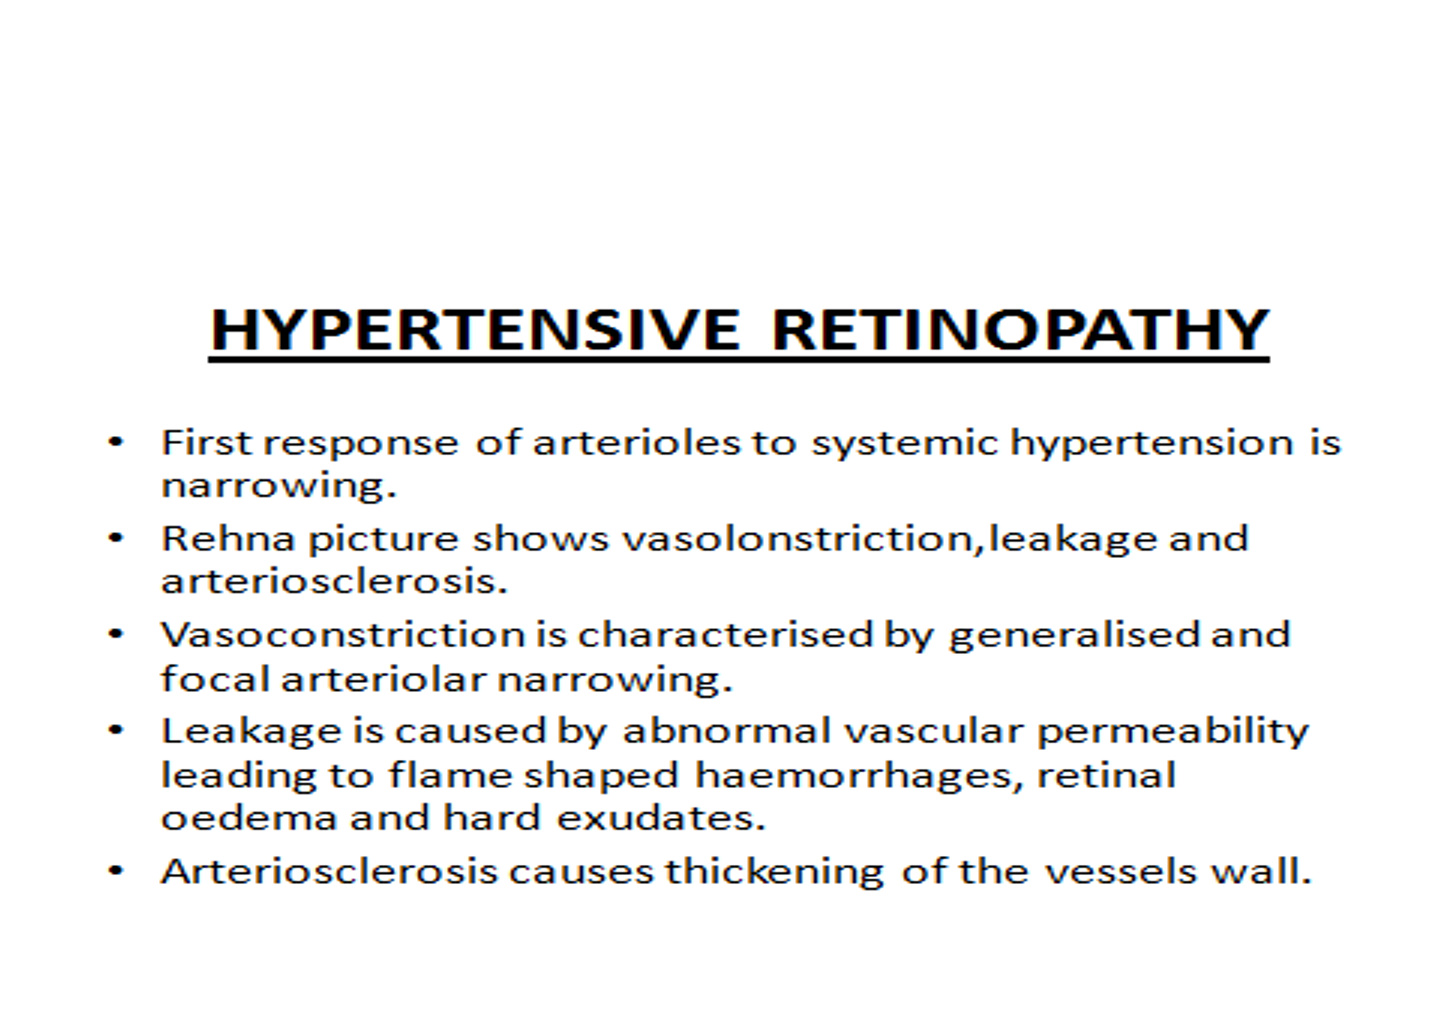 HYPERTENSIVE RETINOPATHY
• First response of arterioles to systemic hypertension is
narrowing.
• Rehna picture shows vasolonstriction,leakage and
arteriosclerosis.
• Vasoconstriction is characterised by generalised and
focal arteriolar narrowing.
• Leakage is caused by abnormal vascular permeability
leading to flame shaped haemorrhages, retinal
oedema and hard exudates.
• Arteriosclerosis causes thickening of the vessels wall.